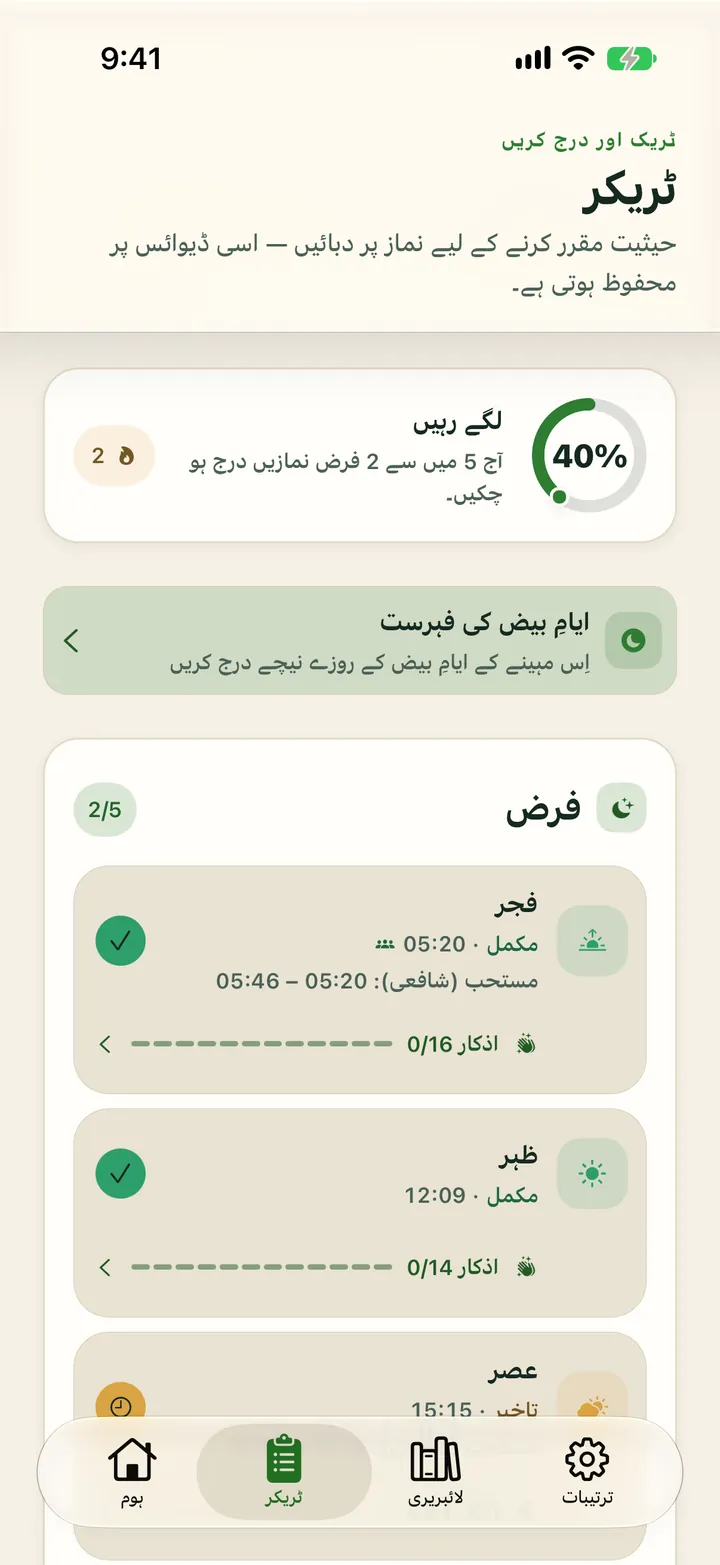 9:41
ٹریک اور درج کریں
ٹریکر
حیثیت مقرر کرنے کے لیے نماز پر دبائیں — اسی ڈیوائس پر
محفوظ ہوتی ہے۔
40%
لگے رہیں
آج 5 میں سے 2 فرض نمازیں درج ہو
چکیں۔
2
ایامِ بیض کی فہرست
اِس مہینے کے ایامِ بیض کے روزے نیچے درج کریں
فرض
2/5
فجر
مکمل · 05:20
مستحب (شافعی): 05:20 – 05:46
اذکار 0/16
ظہر
مکمل · 12:09
اذکار 0/14
عصر
تاخیر · 15:15
ترتیبات
لائبریری
ٹریکر
ہوم